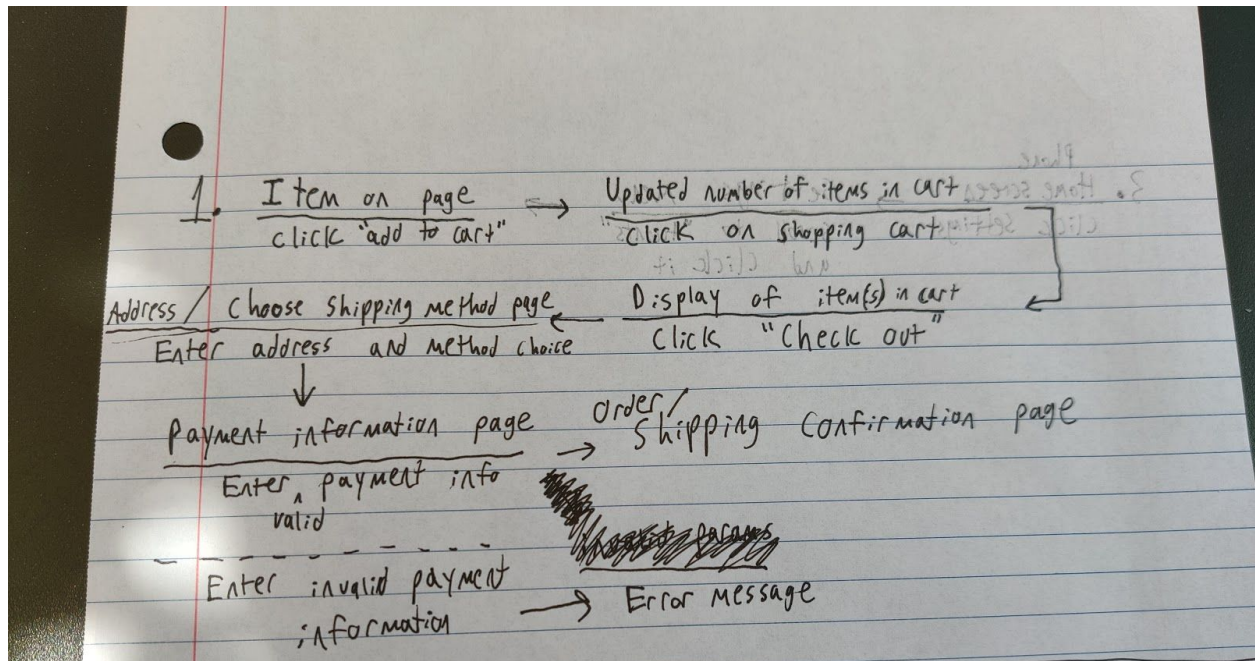 1. Item on page → Updated number of items in cart
click "add to cart" click on shopping cart
Address / Choose shipping method page ← Display of item(s) in cart
Enter address and method choice Click "Check out"
↓
Payment information page → Order/
Shipping Confirmation page
Enter ^ payment info
valid
Enter invalid payment
information → Error message